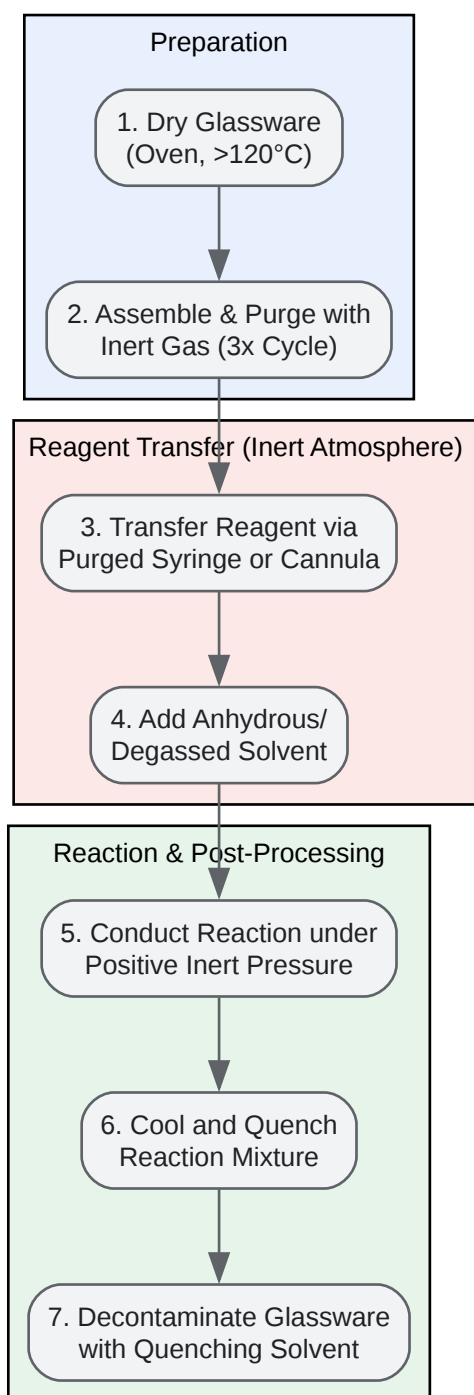 Preparation
1. Dry Glassware
(Oven, >120°C)
2. Assemble & Purge with
Inert Gas (3x Cycle)
Reagent Transfer (Inert Atmosphere)
3. Transfer Reagent via
Purged Syringe or Cannula
4. Add Anhydrous/
Degassed Solvent
Reaction & Post-Processing
5. Conduct Reaction under
Positive Inert Pressure
6. Cool and Quench
Reaction Mixture
7. Decontaminate Glassware
with Quenching Solvent